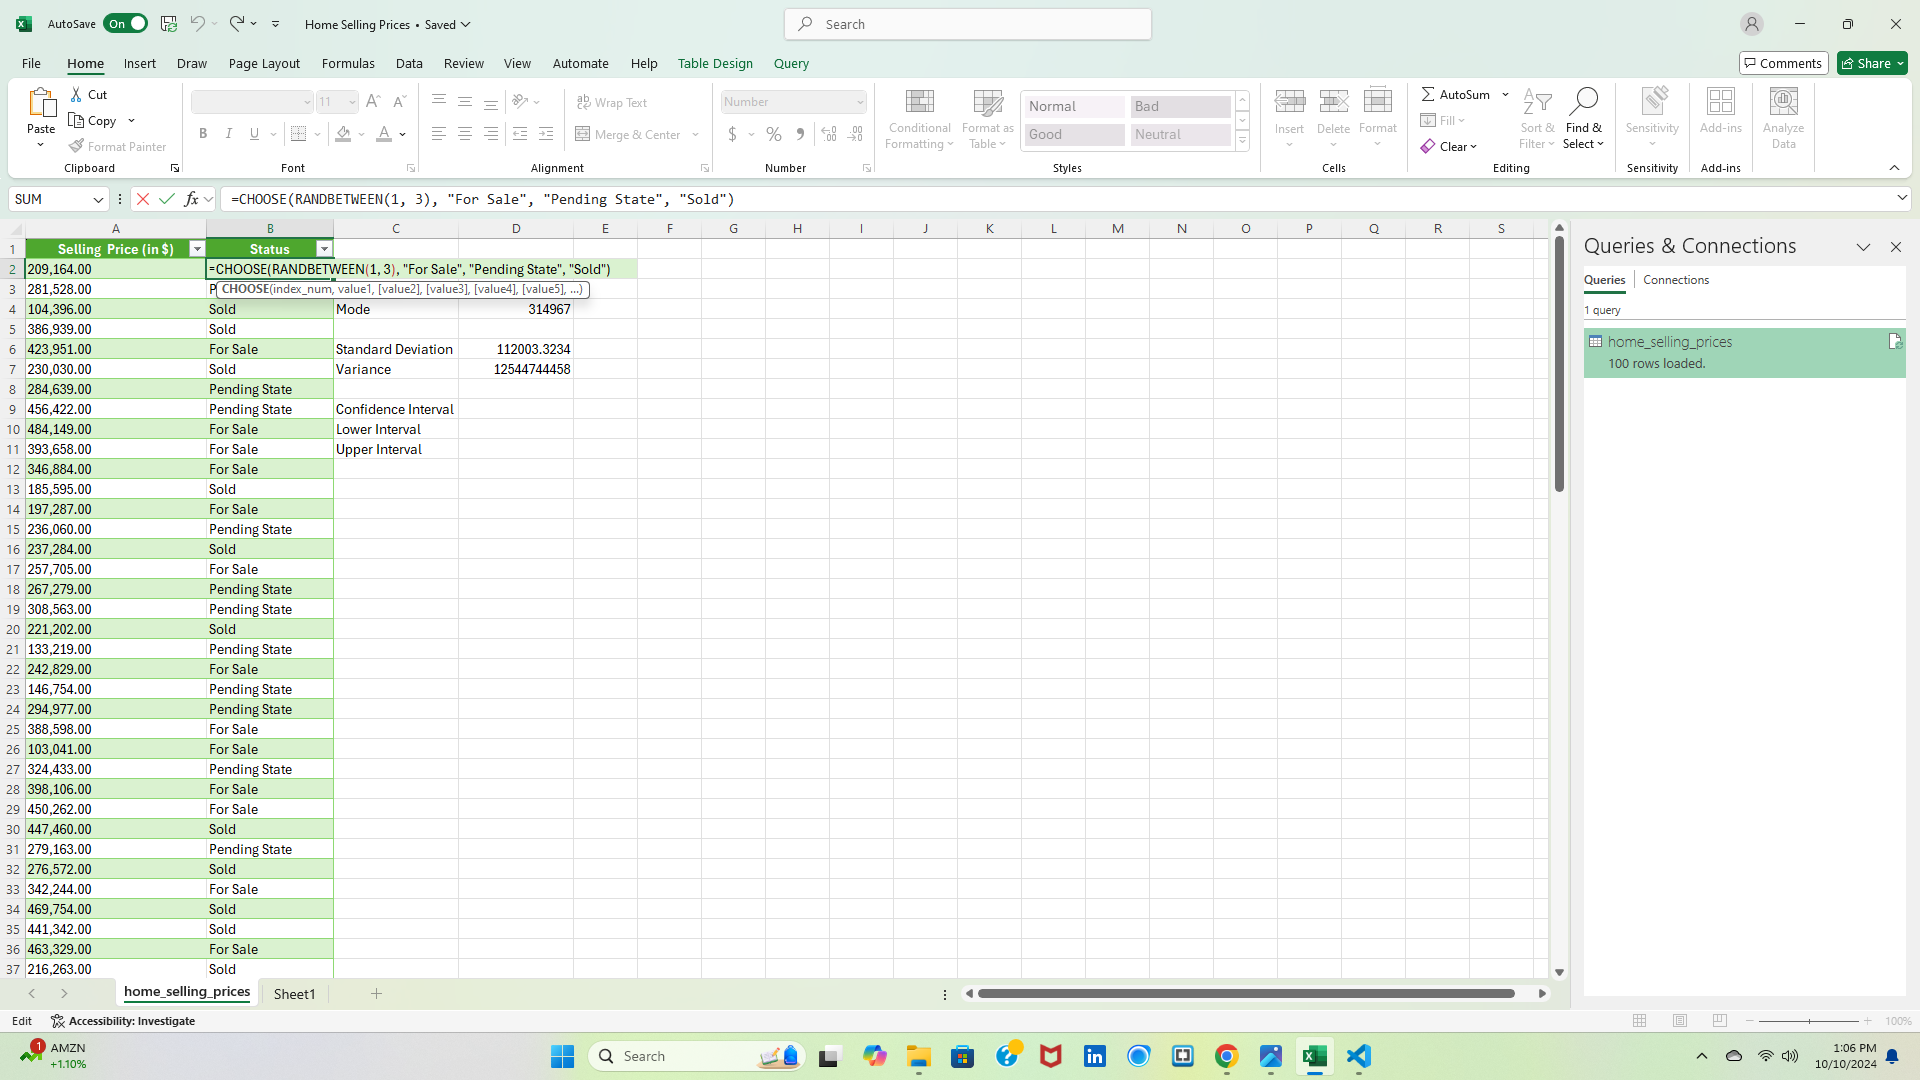 AutoSave On Home Selling Prices • Saved Search
File Home Insert Draw Page Layout Formulas Data Review View Automate Help Table Design Query Comments Share
Paste Cut Copy Format Painter Clipboard
11 B I U Font
Wrap Text Merge & Center Alignment
Number $ % , Number
Conditional Formatting Format as Table Normal Bad Good Neutral Styles
Insert Delete Format Cells
AutoSum Fill Clear Sort & Filter Find & Select Editing
Sensitivity Sensitivity
Add-ins Add-ins
Analyze Data
SUM fx =CHOOSE(RANDBETWEEN(1, 3), "For Sale", "Pending State", "Sold")
A B C D E F G H I J K L M N O P Q R S
1 Selling Price (in $) Status
2 209,164.00 =CHOOSE(RANDBETWEEN(1, 3), "For Sale", "Pending State", "Sold")
3 281,528.00 P CHOOSE(index_num, value1, [value2], [value3], [value4], [value5], ...)
4 104,396.00 Sold Mode 314967
5 386,939.00 Sold
6 423,951.00 For Sale Standard Deviation 112003.3234
7 230,030.00 Sold Variance 12544744458
8 284,639.00 Pending State
9 456,422.00 Pending State Confidence Interval
10 484,149.00 For Sale Lower Interval
11 393,658.00 For Sale Upper Interval
12 346,884.00 For Sale
13 185,595.00 Sold
14 197,287.00 For Sale
15 236,060.00 Pending State
16 237,284.00 Sold
17 257,705.00 For Sale
18 267,279.00 Pending State
19 308,563.00 Pending State
20 221,202.00 Sold
21 133,219.00 Pending State
22 242,829.00 For Sale
23 146,754.00 Pending State
24 294,977.00 Pending State
25 388,598.00 For Sale
26 103,041.00 For Sale
27 324,433.00 Pending State
28 398,106.00 For Sale
29 450,262.00 For Sale
30 447,460.00 Sold
31 279,163.00 Pending State
32 276,572.00 Sold
33 342,244.00 For Sale
34 469,754.00 Sold
35 441,342.00 Sold
36 463,329.00 For Sale
37 216,263.00 Sold
Queries & Connections
Queries Connections
1 query
home_selling_prices
100 rows loaded.
home_selling_prices Sheet1
Edit Accessibility: Investigate 100%
1 AMZN
+1.10%
Search
1:06 PM
10/10/2024